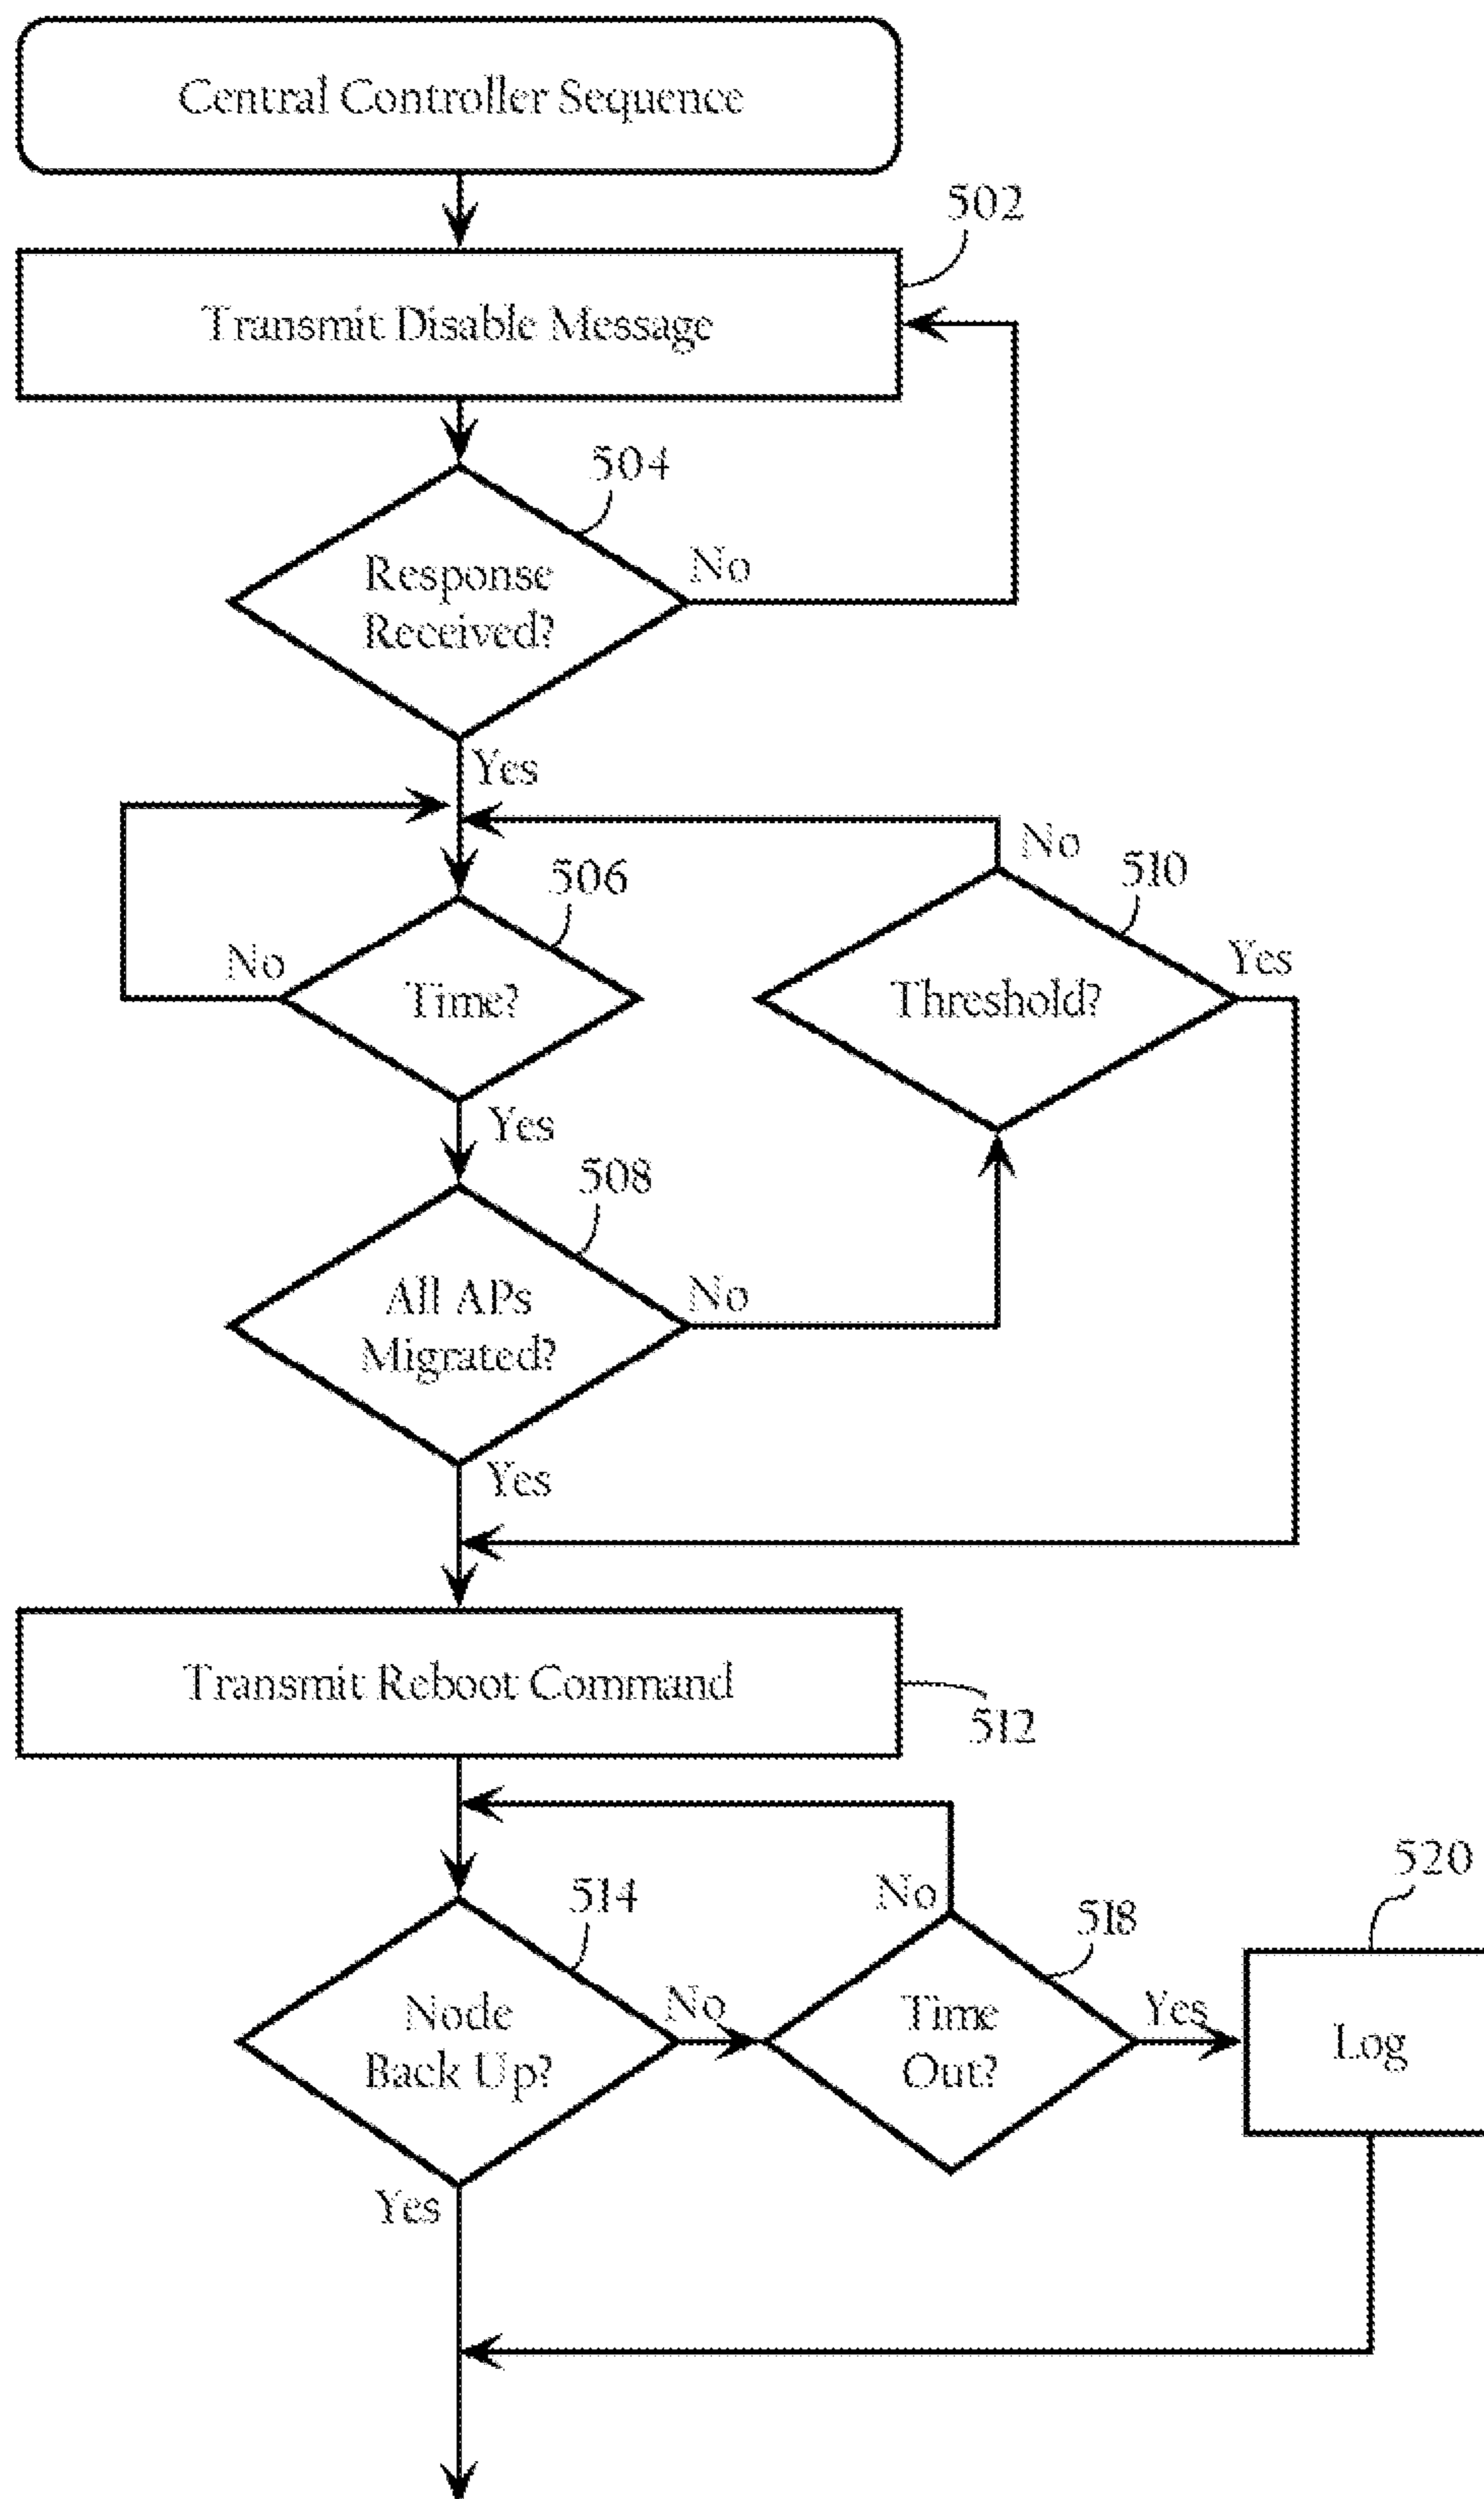 Central Controller Sequence
502
Transmit Disable Message
504
Response
Received?
No
Yes
No
510
506
No
Time?
Threshold?
Yes
Yes
508
All APs
Migrated?
No
Yes
Transmit Reboot Command
512
520
514
No
518
Node
Back Up?
No
Time
Out?
Yes
Log
Yes